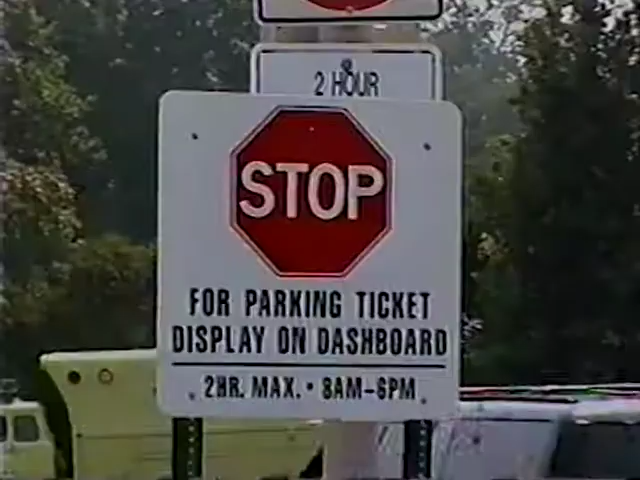 2 HOUR
STOP
FOR PARKING TICKET
DISPLAY ON DASHBOARD
2HR. MAX. • 8AM-6PM